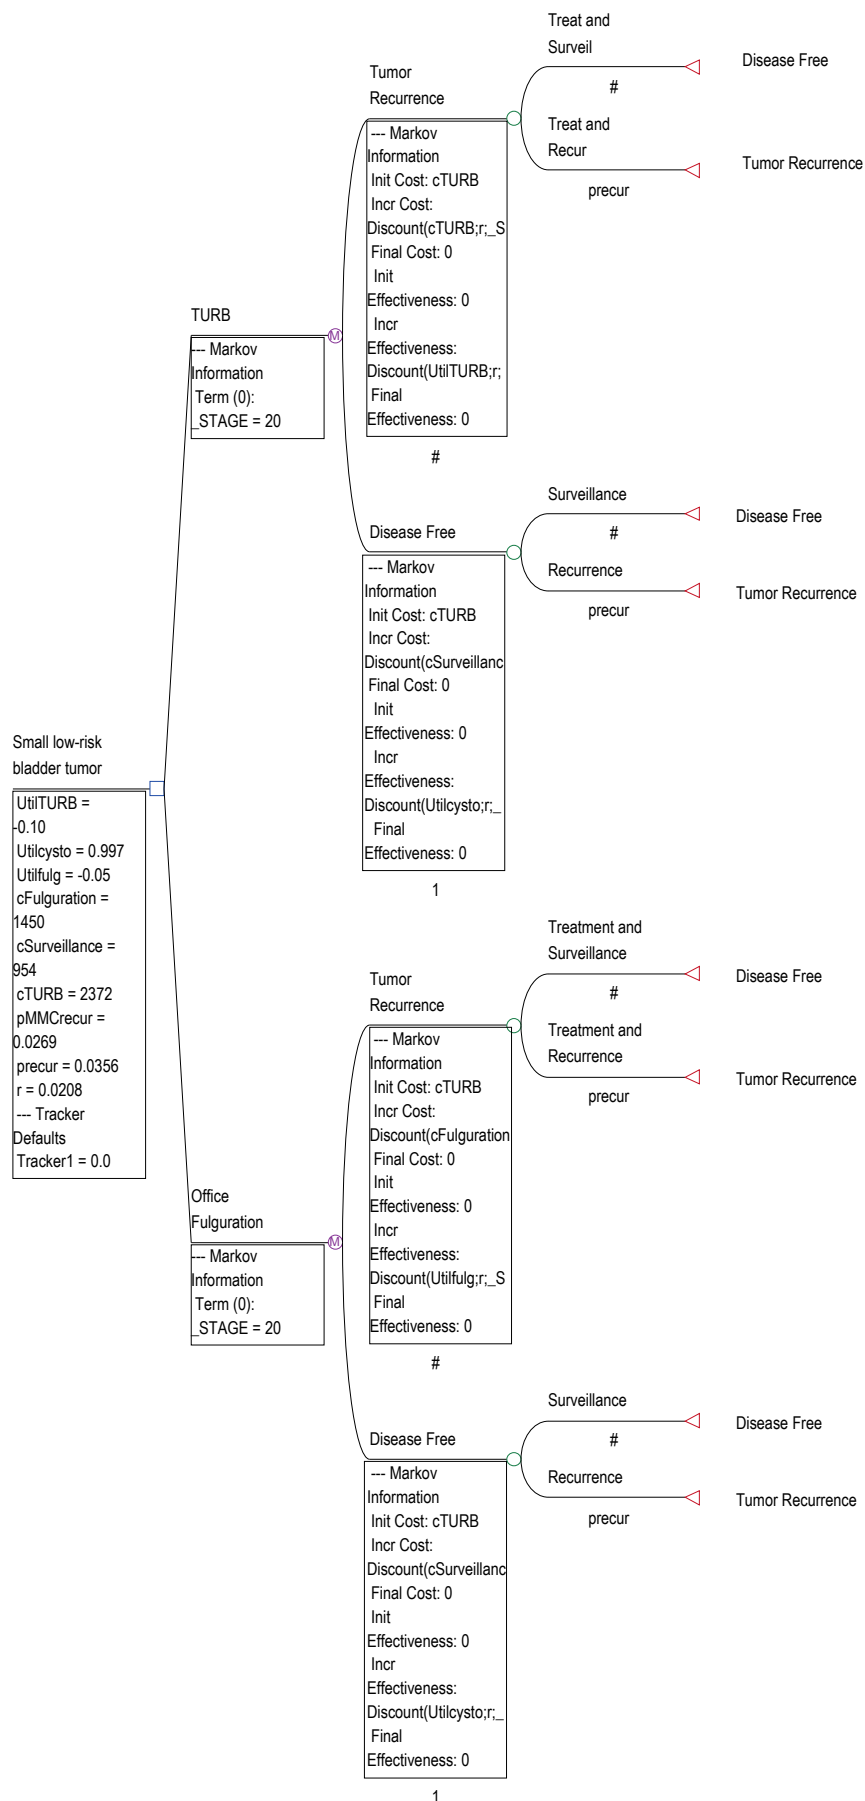 Small low-risk
bladder tumor
UtilTURB =
-0.10
Utilcysto = 0.997
Utilfulg = -0.05
cFulguration =
1450
cSurveillance =
954
cTURB = 2372
pMMCrecur =
0.0269
precur = 0.0356
r = 0.0208
--- Tracker
Defaults
Tracker1 = 0.0
TURB
M
--- Markov
Information
Term (0):
_STAGE = 20
Tumor
Recurrence
--- Markov
Information
Init Cost: cTURB
Incr Cost:
Discount(cTURB;r;_S
Final Cost: 0
Init
Effectiveness: 0
Incr
Effectiveness:
Discount(UtilTURB;r;
Final
Effectiveness: 0
#
Treat and
Surveil
#
Disease Free
Treat and
Recur
precur
Tumor Recurrence
Disease Free
--- Markov
Information
Init Cost: cTURB
Incr Cost:
Discount(cSurveillanc
Final Cost: 0
Init
Effectiveness: 0
Incr
Effectiveness:
Discount(Utilcysto;r;_
Final
Effectiveness: 0
1
Surveillance
#
Disease Free
Recurrence
precur
Tumor Recurrence
Office
Fulguration
M
--- Markov
Information
Term (0):
_STAGE = 20
Tumor
Recurrence
--- Markov
Information
Init Cost: cTURB
Incr Cost:
Discount(cFulguration
Final Cost: 0
Init
Effectiveness: 0
Incr
Effectiveness:
Discount(Utilfulg;r;_S
Final
Effectiveness: 0
#
Treatment and
Surveillance
#
Disease Free
Treatment and
Recurrence
precur
Tumor Recurrence
Disease Free
--- Markov
Information
Init Cost: cTURB
Incr Cost:
Discount(cSurveillanc
Final Cost: 0
Init
Effectiveness: 0
Incr
Effectiveness:
Discount(Utilcysto;r;_
Final
Effectiveness: 0
1
Surveillance
#
Disease Free
Recurrence
precur
Tumor Recurrence